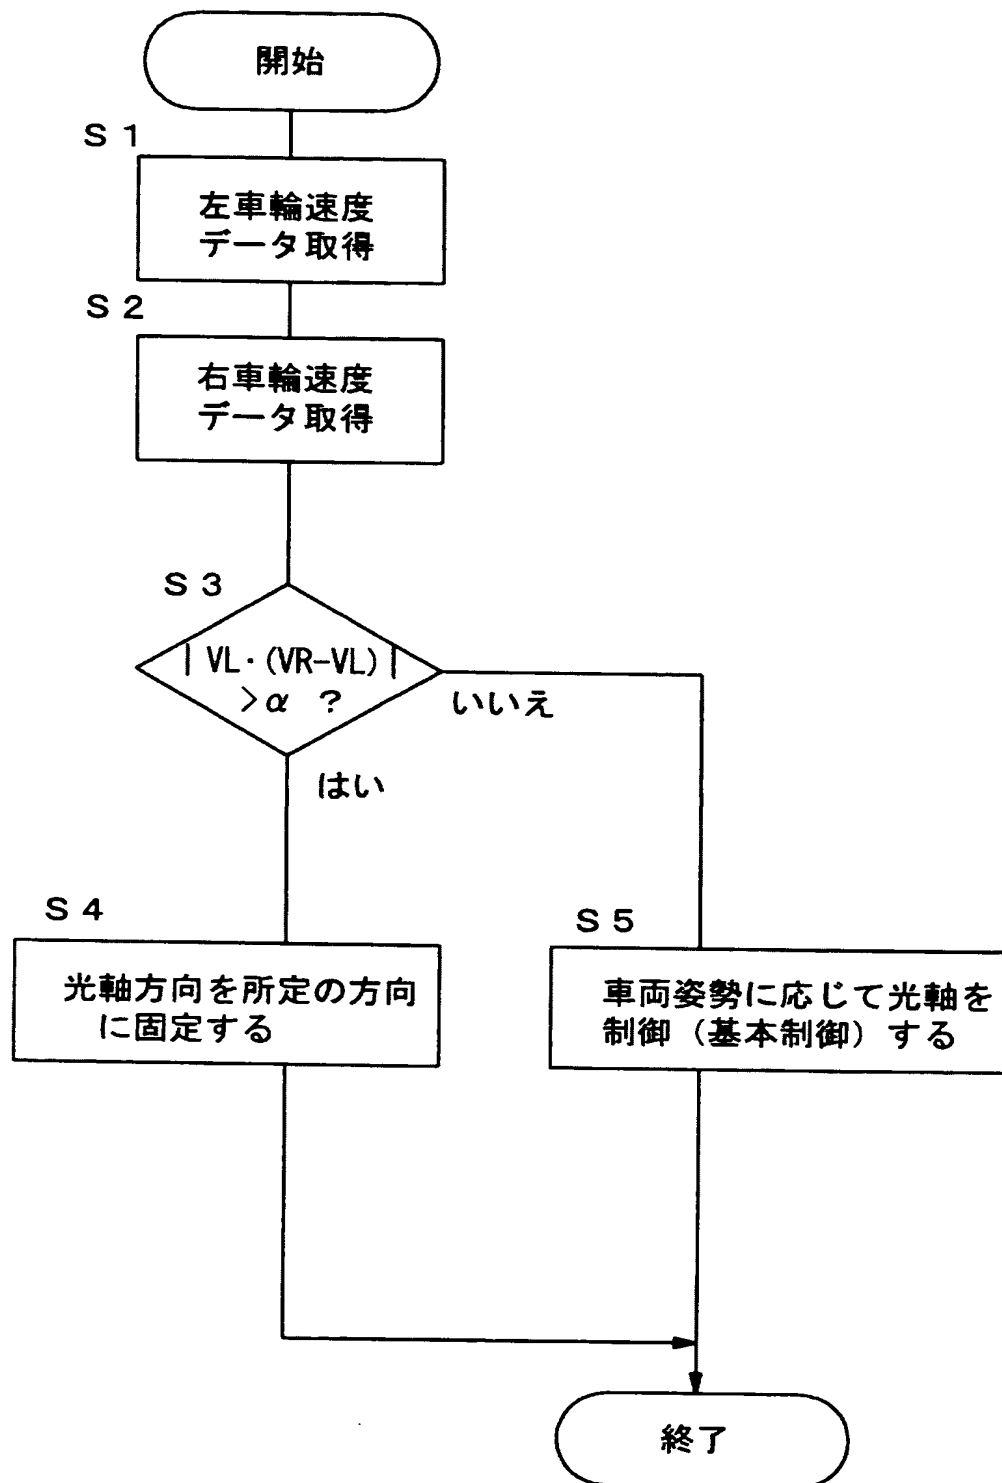 開始
S 1
左車輪速度
データ取得
S 2
右車輪速度
データ取得
S 3
| VL・(VR-VL) |
>α ?
いいえ
はい
S 4
光軸方向を所定の方向
に固定する
S 5
車両姿勢に応じて光軸を
制御（基本制御）する
終了